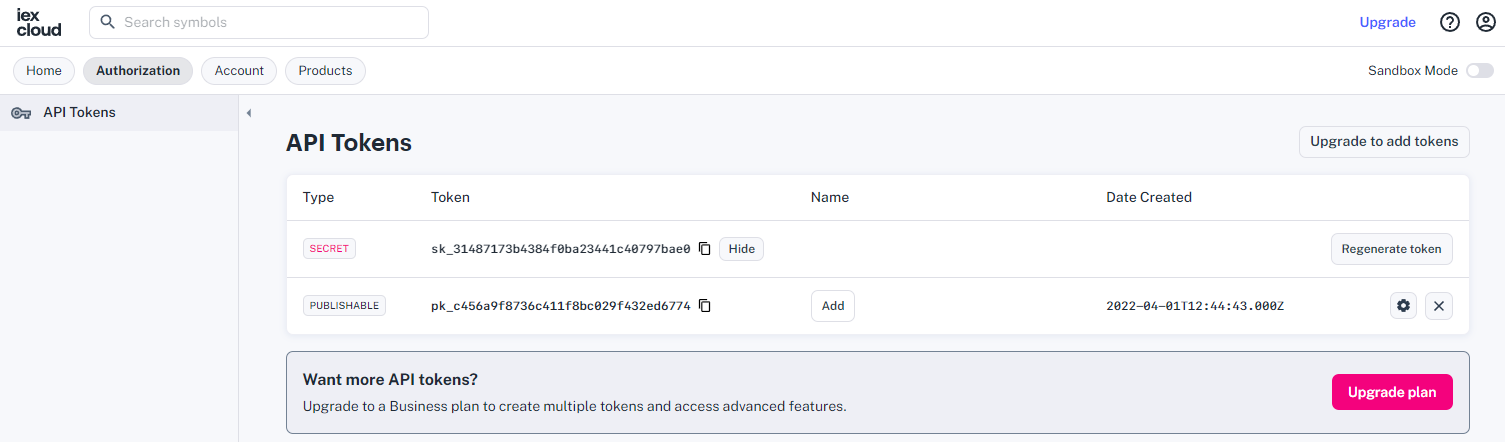 iex cloud
Search symbols
Upgrade
Home
Authorization
Account
Products
Sandbox Mode
API Tokens
API Tokens
Upgrade to add tokens
Type Token Name Date Created
SECRET sk_31487173b4384f0ba23441c40797bae0 Hide Regenerate token
PUBLISHABLE pk_c456a9f8736c411f8bc029f432ed6774 Add 2022-04-01T12:44:43.000Z
Want more API tokens?
Upgrade to a Business plan to create multiple tokens and access advanced features.
Upgrade plan